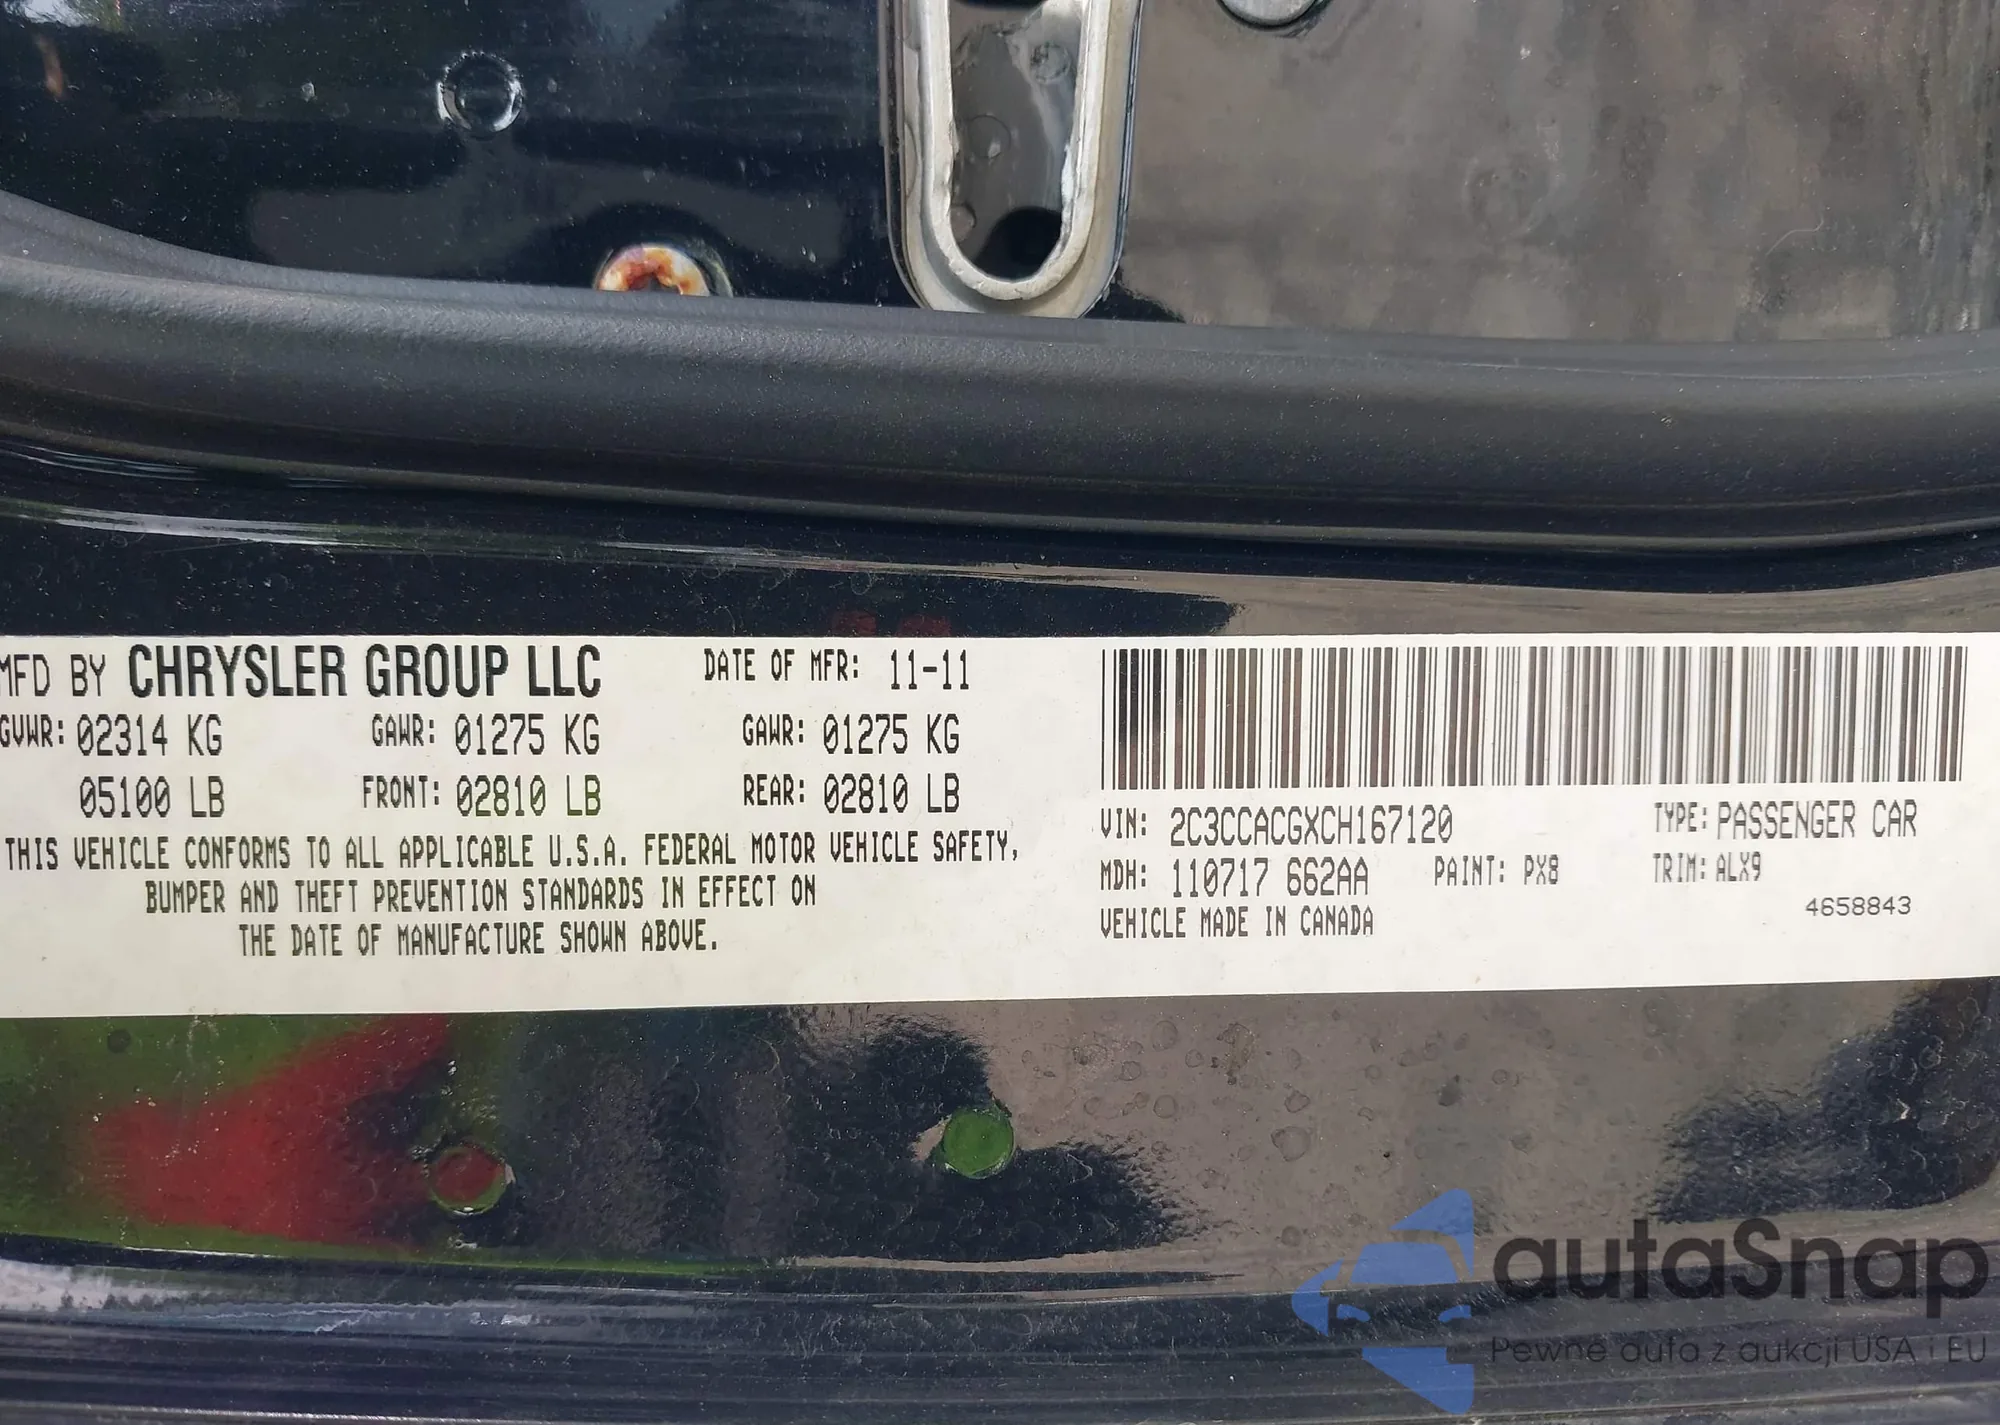 MFD BY CHRYSLER GROUP LLC DATE OF MFR: 11-11
GVWR: 02314 KG GAWR: 01275 KG GAWR: 01275 KG
05100 LB FRONT: 02810 LB REAR: 02810 LB
THIS VEHICLE CONFORMS TO ALL APPLICABLE U.S.A. FEDERAL MOTOR VEHICLE SAFETY,
BUMPER AND THEFT PREVENTION STANDARDS IN EFFECT ON
THE DATE OF MANUFACTURE SHOWN ABOVE.
VIN: 2C3CCACGXCH167120 TYPE: PASSENGER CAR
MDH: 110717 662AA PAINT: PX8 TRIM: ALX9
VEHICLE MADE IN CANADA 4658843
autaSnap
Pewne auta z aukcji USA i EU